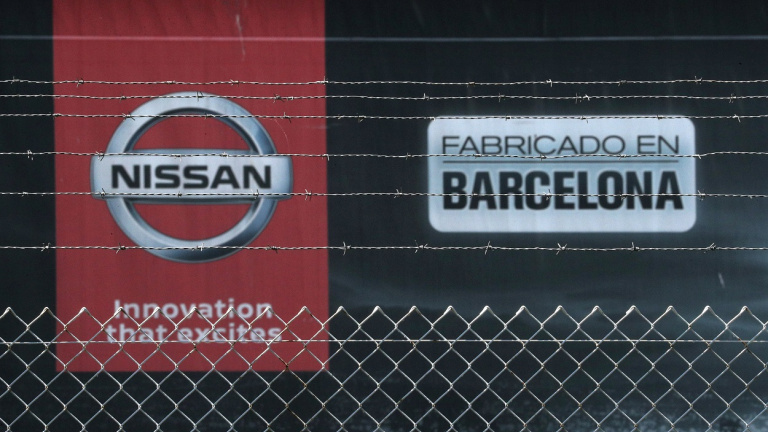 NISSAN
Innovation
that excites
FABRICADO EN
BARCELONA